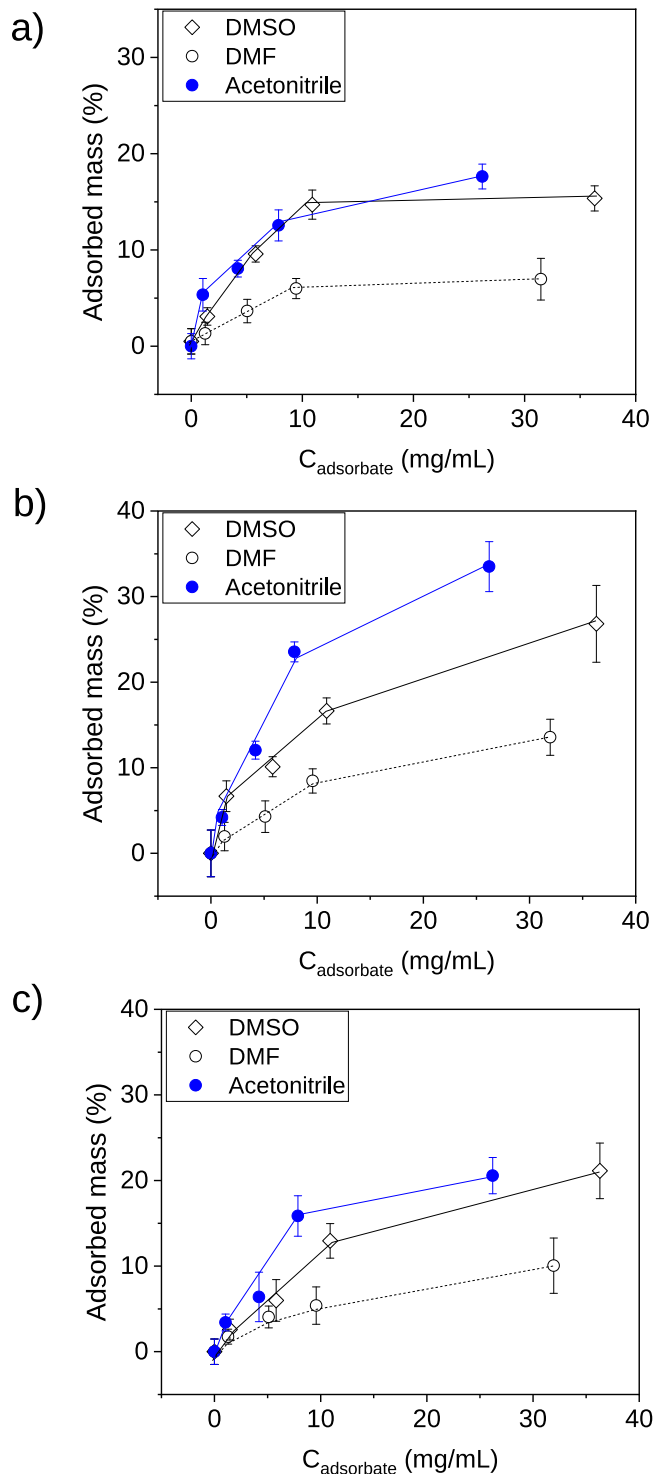 a)
DMSO
DMF
Acetonitrile
30
20
10
0
Adsorbed mass (%)
0 10 20 30 40
Cadsorbate (mg/mL)
b)
40
DMSO
DMF
Acetonitrile
30
20
10
0
Adsorbed mass (%)
0 10 20 30 40
Cadsorbate (mg/mL)
c)
40
DMSO
DMF
Acetonitrile
30
20
10
0
Adsorbed mass (%)
0 10 20 30 40
Cadsorbate (mg/mL)